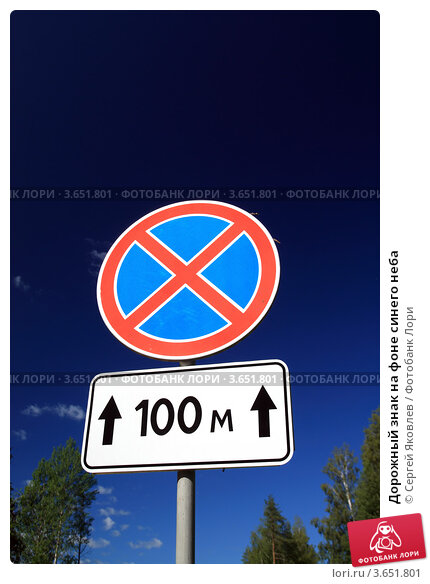 НК ЛОРИ · 3.651.801 · ФОТОБАНК ЛОРИ · 3.651.801 · ФОТОБАНК ЛОРИ
100 м
НК ЛОРИ · 3.651.801 · ФОТОБАНК ЛОРИ · 3.651.801 · ФОТОБАНК ЛОРИ
Дорожный знак на фоне синего неба
© Сергей Яковлев / Фотобанк Лори
ФОТОБАНК ЛОРИ
lori.ru / 3.651.801